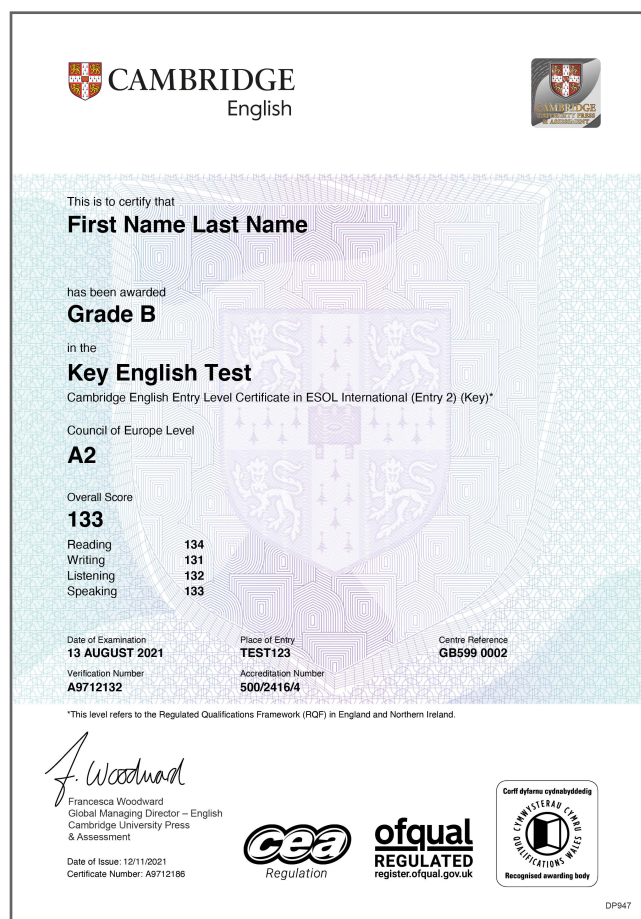 CAMBRIDGE
English
CAMBRIDGE
UNIVERSITY PRESS
& ASSESSMENT
This is to certify that
First Name Last Name
has been awarded
Grade B
in the
Key English Test
Cambridge English Entry Level Certificate in ESOL International (Entry 2) (Key)*
Council of Europe Level
A2
Overall Score
133
Reading 134
Writing 131
Listening 132
Speaking 133
Date of Examination Place of Entry Centre Reference
13 AUGUST 2021 TEST123 GB599 0002
Verification Number Accreditation Number
A9712132 500/2416/4
*This level refers to the Regulated Qualifications Framework (RQF) in England and Northern Ireland.
F. Woodward
Francesca Woodward
Global Managing Director – English
Cambridge University Press
& Assessment
Date of Issue: 12/11/2021
Certificate Number: A9712186
cea
Regulation
ofqual
REGULATED
register.ofqual.gov.uk
Corff dyfarnu cydnabyddedig
CYMWYSTERAU CYMRU
QUALIFICATIONS WALES
Recognised awarding body
DP947